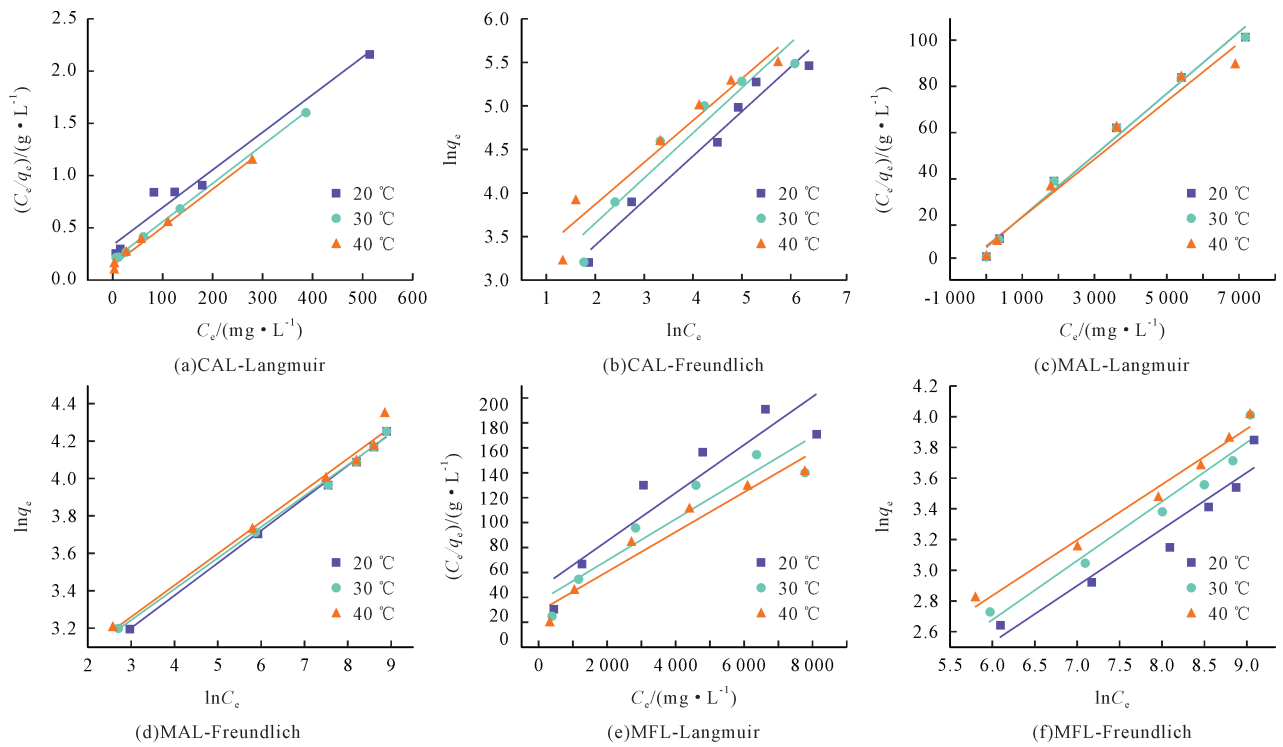 2.5
2.0
1.5
1.0
0.5
0.0
(Cₑ/qₑ)/(g·L⁻¹)
20 ℃
30 ℃
40 ℃
0 100 200 300 400 500 600
Cₑ/(mg·L⁻¹)
(a)CAL-Langmuir
6.0
5.5
5.0
4.5
4.0
3.5
3.0
lnqₑ
20 ℃
30 ℃
40 ℃
1 2 3 4 5 6 7
lnCₑ
(b)CAL-Freundlich
100
80
60
40
20
0
(Cₑ/qₑ)/(g·L⁻¹)
20 ℃
30 ℃
40 ℃
-1 000 1 000 3 000 5 000 7 000
Cₑ/(mg·L⁻¹)
(c)MAL-Langmuir
4.4
4.2
4.0
3.8
3.6
3.4
3.2
lnqₑ
20 ℃
30 ℃
40 ℃
2 3 4 5 6 7 8 9
lnCₑ
(d)MAL-Freundlich
200
180
160
140
120
100
80
60
40
20
0
(Cₑ/qₑ)/(g·L⁻¹)
20 ℃
30 ℃
40 ℃
0 2 000 4 000 6 000 8 000
Cₑ/(mg·L⁻¹)
(e)MFL-Langmuir
4.2
4.0
3.8
3.6
3.4
3.2
3.0
2.8
2.6
lnqₑ
20 ℃
30 ℃
40 ℃
5.5 6.0 6.5 7.0 7.5 8.0 8.5 9.0
lnCₑ
(f)MFL-Freundlich